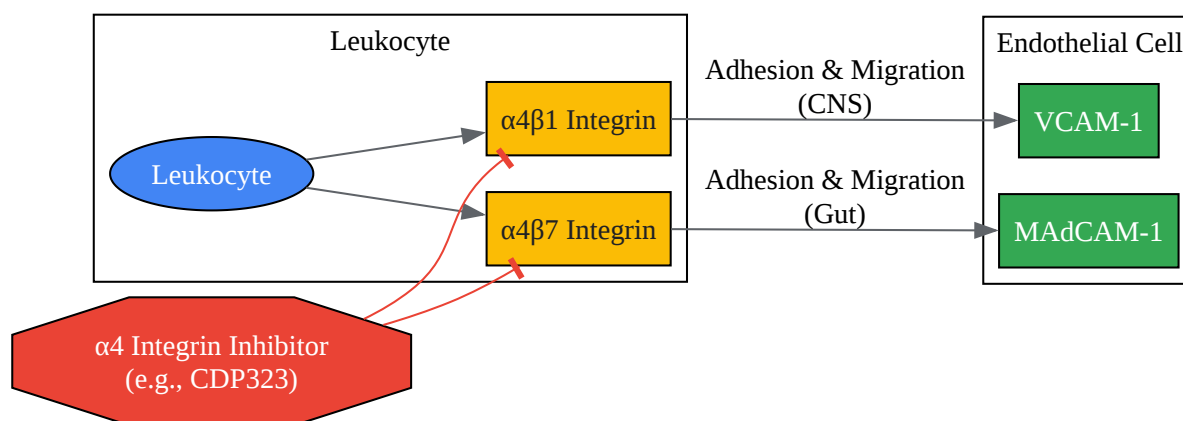 Leukocyte
Endothelial Cell
Adhesion & Migration
(CNS)
α4β1 Integrin
VCAM-1
Leukocyte
Adhesion & Migration
(Gut)
α4β7 Integrin
MAdCAM-1
α4 Integrin Inhibitor
(e.g., CDP323)